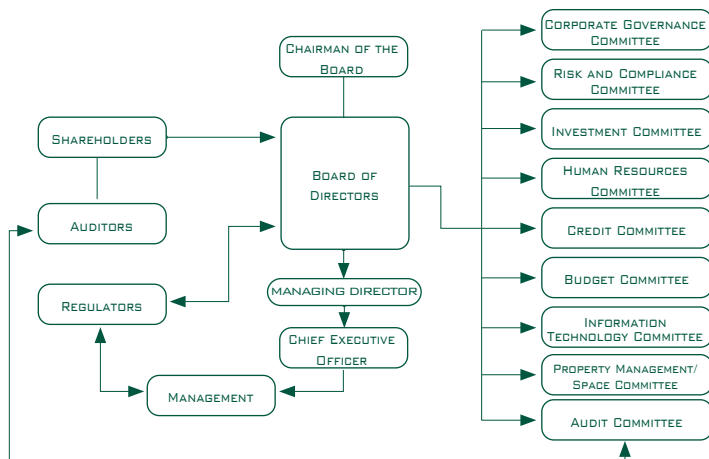 Chairman of the
Board
Shareholders
Auditors
Board of
Directors
Regulators
MANAGING DIRECTOR
Chief Executive
Officer
Management
Corporate Governance
Committee
Risk and Compliance
Committee
Investment Committee
Human Resources
Committee
Credit Committee
Budget Committee
Information
Technology Committee
Property Management/
Space Committee
Audit Committee